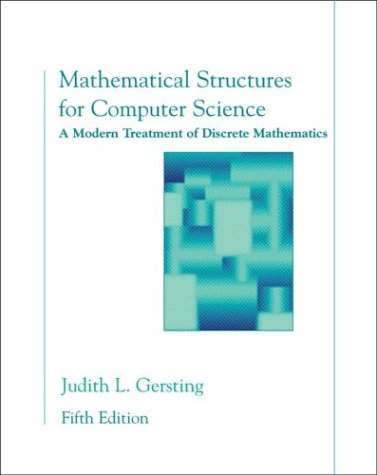 Mathematical Structures
for Computer Science
A Modern Treatment of Discrete Mathematics
Judith L. Gersting
Fifth Edition